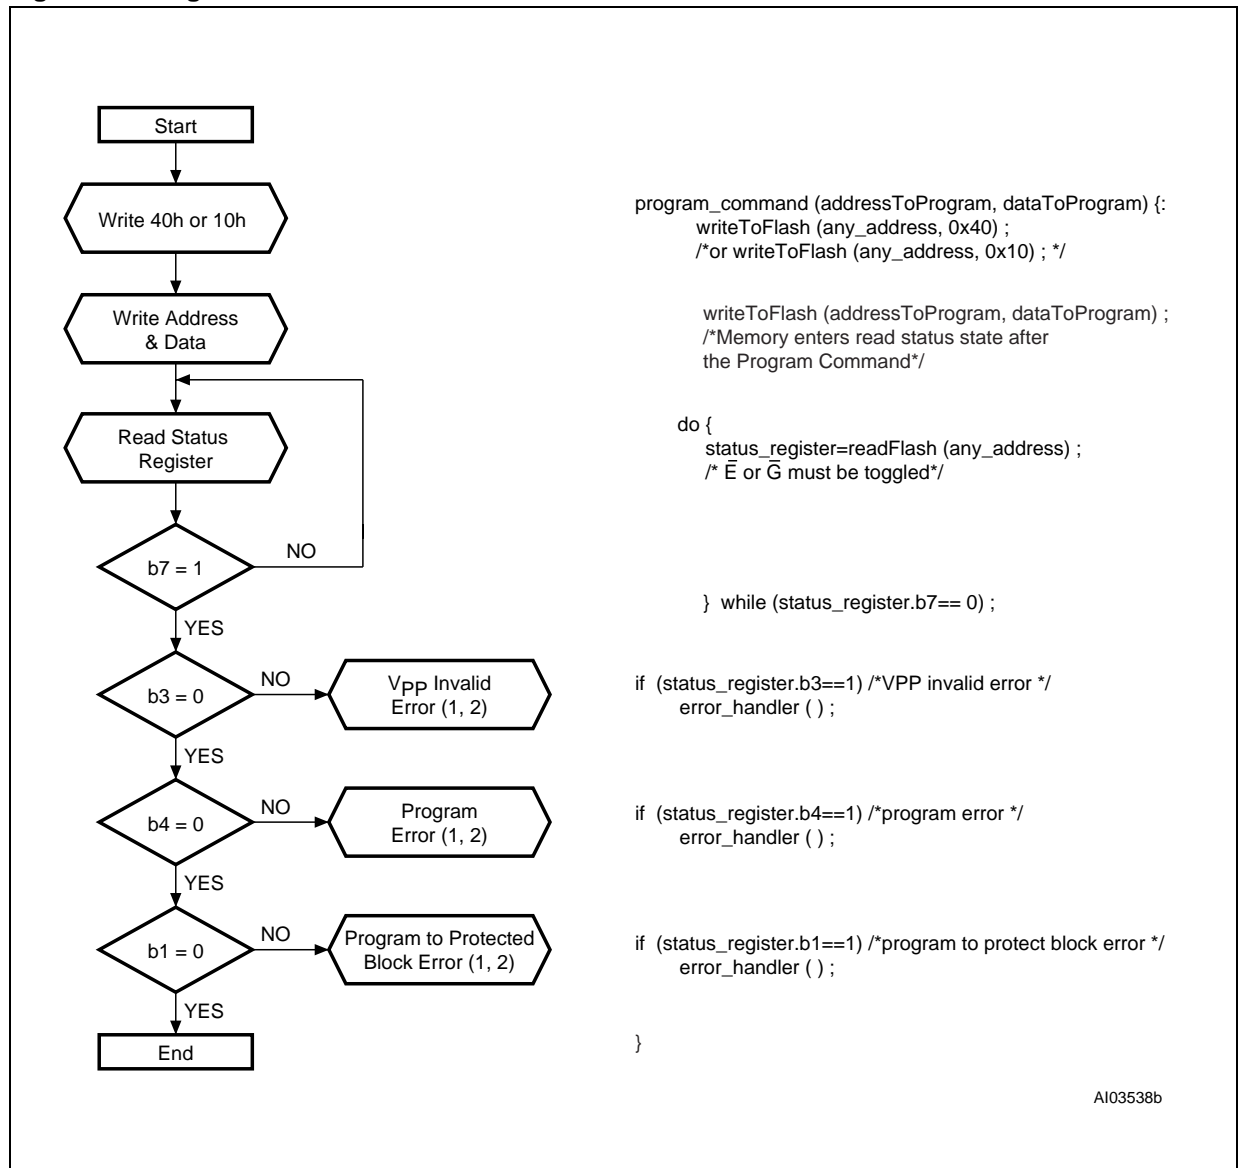 Start
Write 40h or 10h
Write Address
& Data
Read Status
Register
b7 = 1
NO
YES
b3 = 0
NO
VPP Invalid
Error (1, 2)
YES
b4 = 0
NO
Program
Error (1, 2)
YES
b1 = 0
NO
Program to Protected
Block Error (1, 2)
YES
End
program_command (addressToProgram, dataToProgram) {:
writeToFlash (any_address, 0x40) ;
/*or writeToFlash (any_address, 0x10) ; */
writeToFlash (addressToProgram, dataToProgram) ;
/*Memory enters read status state after
the Program Command*/
do {
status_register=readFlash (any_address) ;
/* E̅ or G̅ must be toggled*/
} while (status_register.b7== 0) ;
if (status_register.b3==1) /*VPP invalid error */
error_handler ( ) ;
if (status_register.b4==1) /*program error */
error_handler ( ) ;
if (status_register.b1==1) /*program to protect block error */
error_handler ( ) ;
}
AI03538b